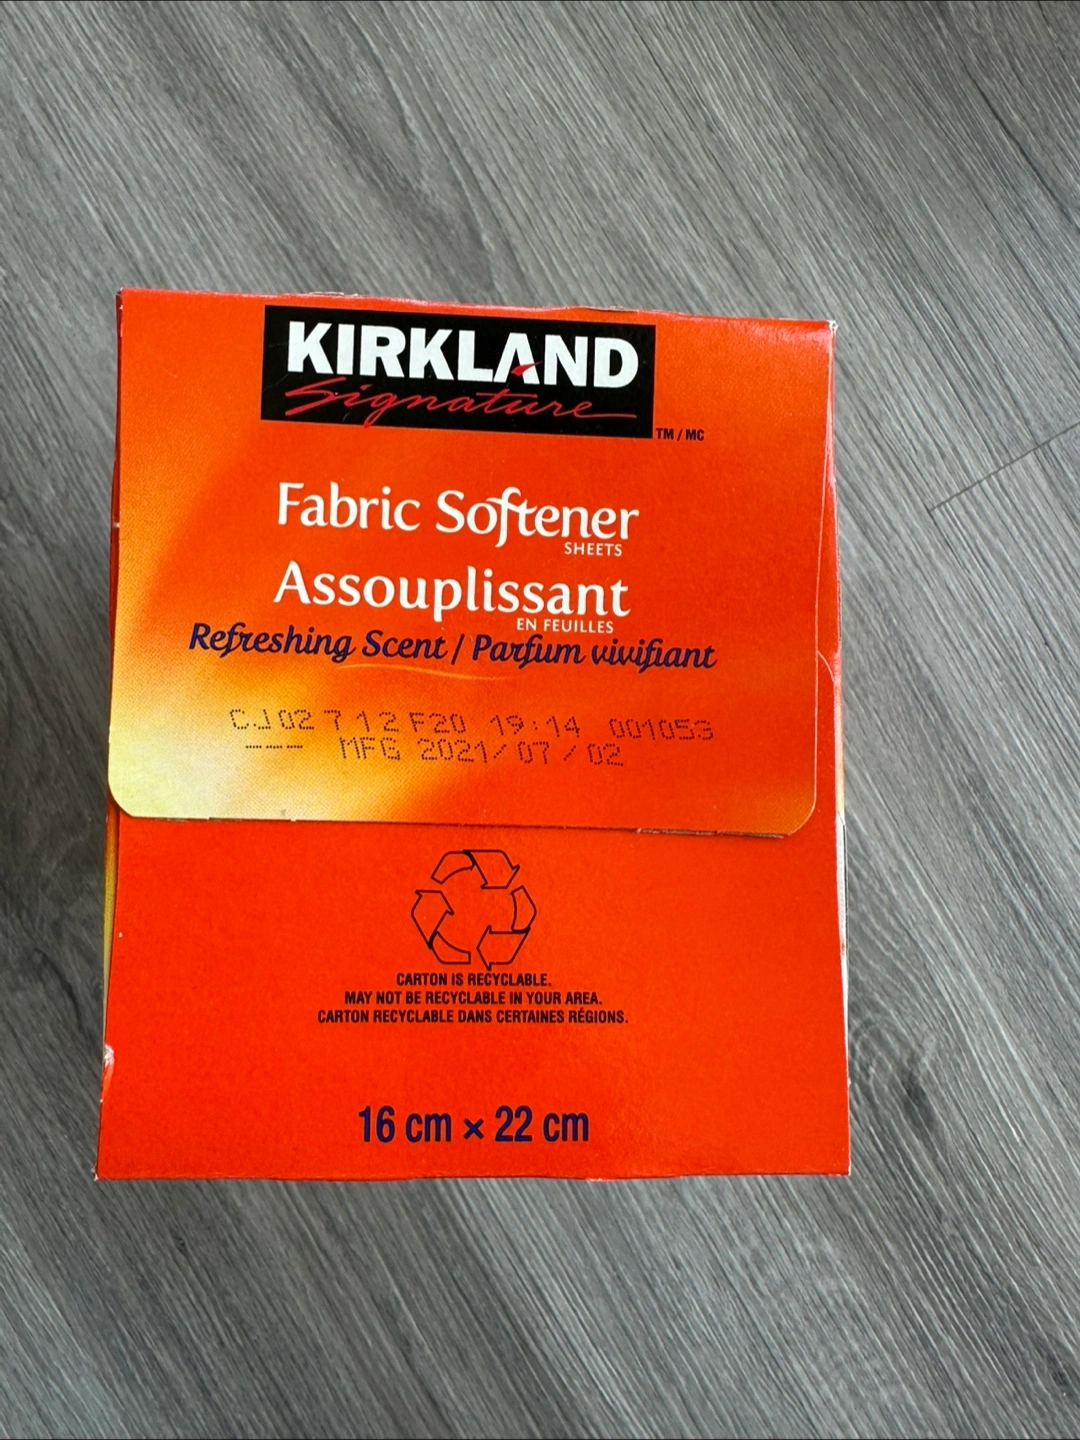 KIRKLAND
Signature
TM / MC
Fabric Softener
SHEETS
Assouplissant
EN FEUILLES
Refreshing Scent / Parfum vivifiant
CJ02 7 12 F20 19:14 001053
--- MFG 2021/07/02
CARTON IS RECYCLABLE.
MAY NOT BE RECYCLABLE IN YOUR AREA.
CARTON RECYCLABLE DANS CERTAINES RÉGIONS.
16 cm × 22 cm